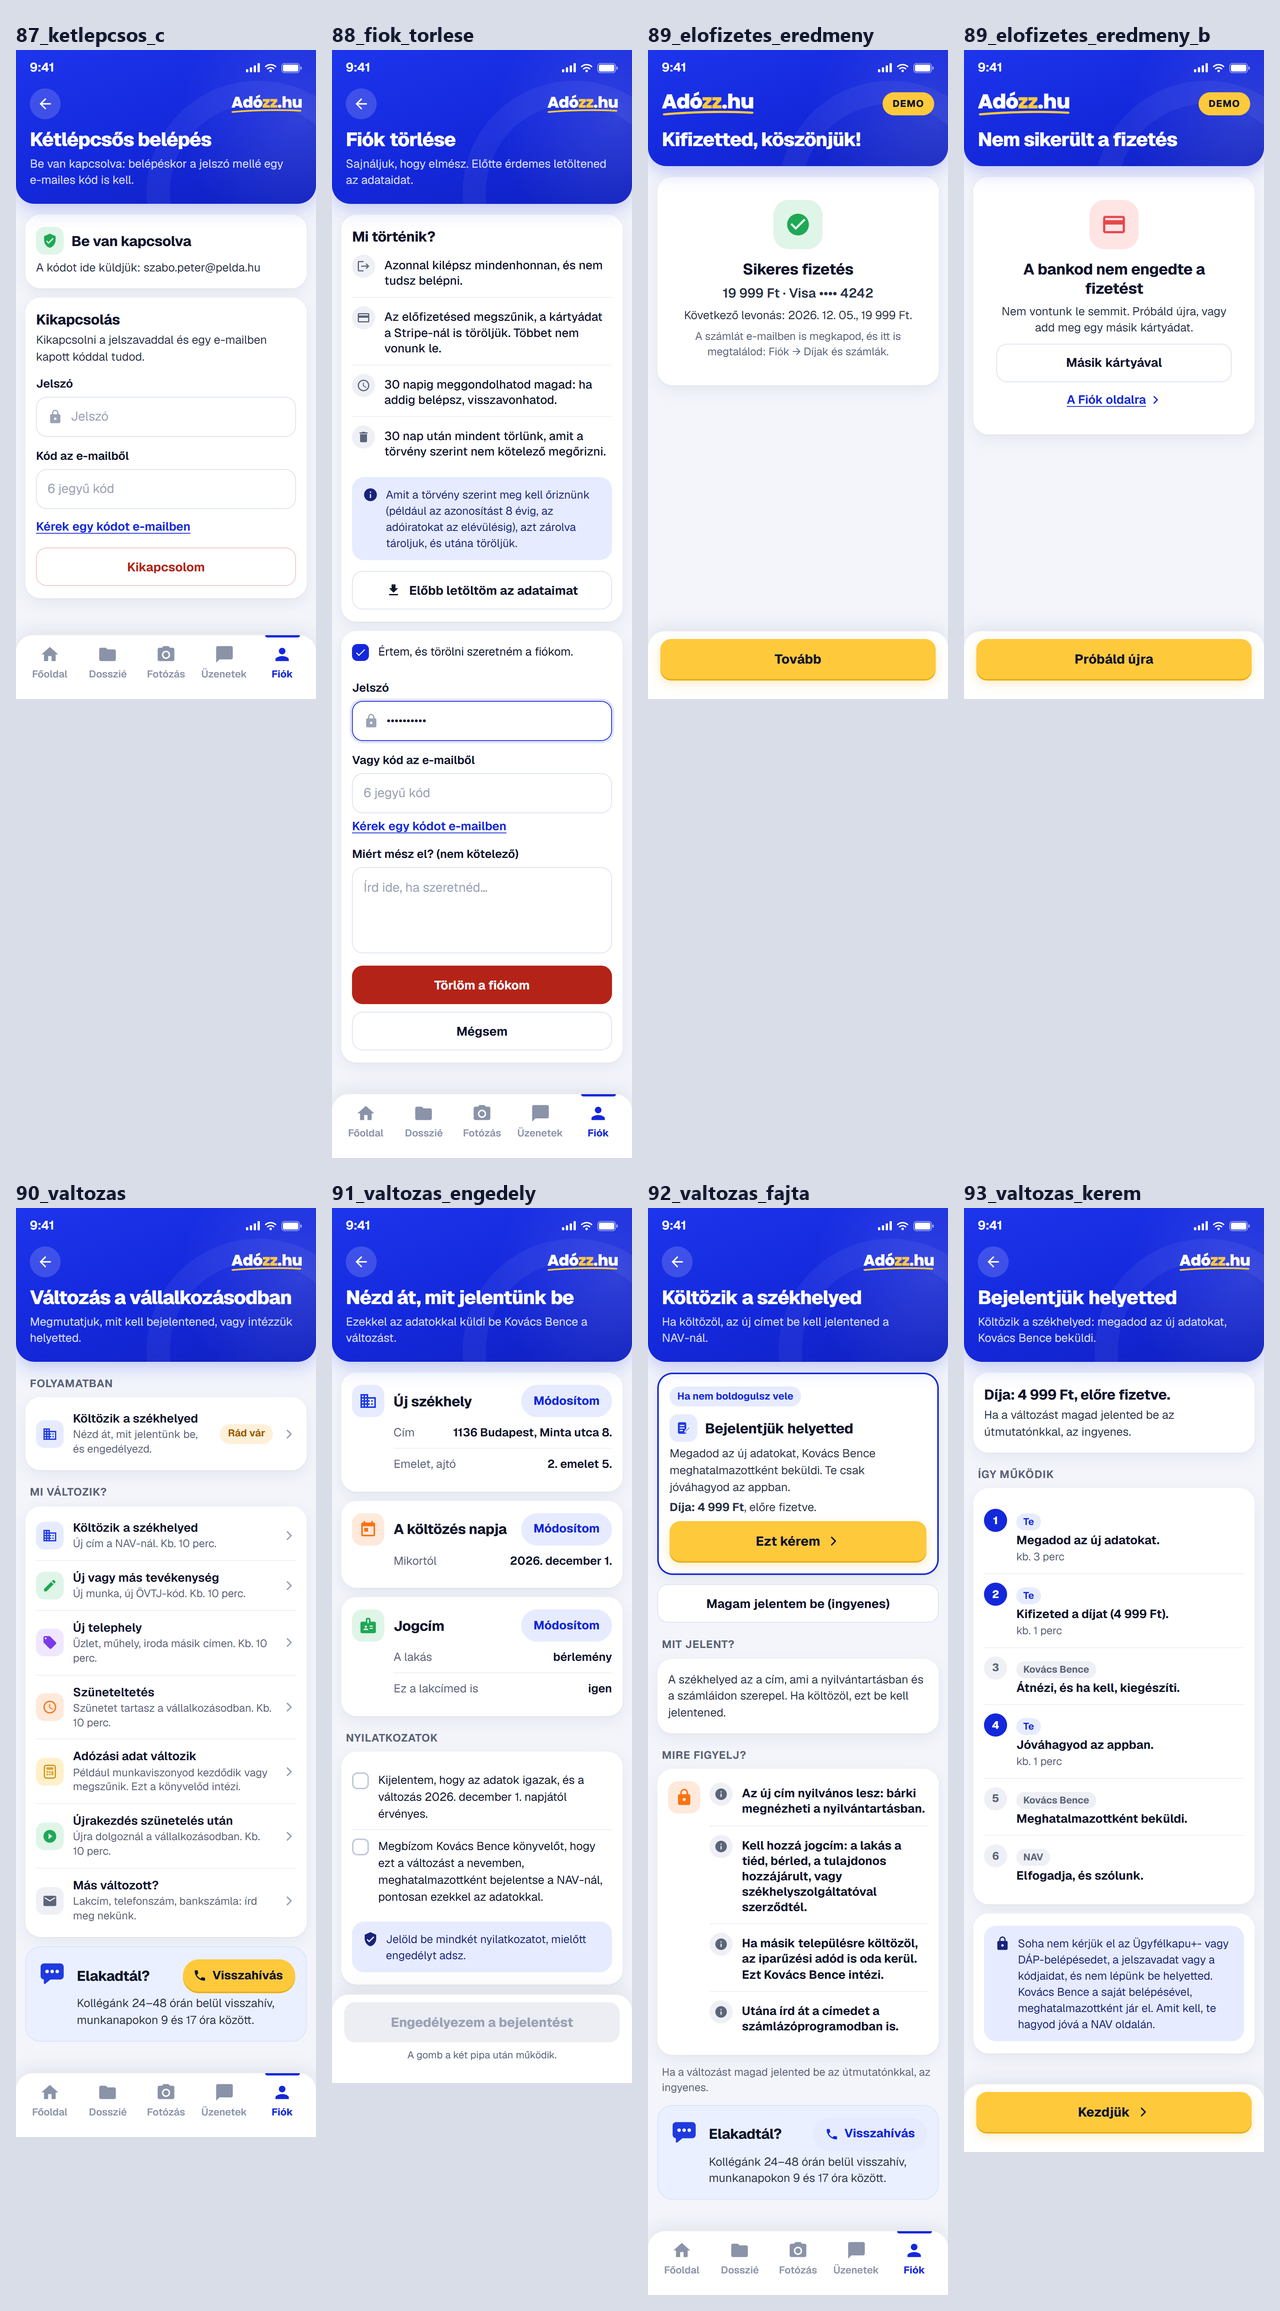 87_ketlepcsos_c
9:41
Adózz.hu
Kétlépcsős belépés
Be van kapcsolva: belépéskor a jelszó mellé egy
e-mailes kód is kell.
Be van kapcsolva
A kódot ide küldjük: szabo.peter@pelda.hu
Kikapcsolás
Kikapcsolni a jelszavaddal és egy e-mailben
kapott kóddal tudod.
Jelszó
Jelszó
Kód az e-mailből
6 jegyű kód
Kérek egy kódot e-mailben
Kikapcsolom
Főoldal
Dosszié
Fotózás
Üzenetek
Fiók
88_fiok_torlese
9:41
Adózz.hu
Fiók törlése
Sajnáljuk, hogy elmész. Előtte érdemes letöltened
az adataidat.
Mi történik?
Azonnal kilépsz mindenhonnan, és nem
tudsz belépni.
Az előfizetésed megszűnik, a kártyádat
a Stripe-nál is töröljük. Többet nem
vonunk le.
30 napig meggondolhatod magad: ha
addig belépsz, visszavonhatod.
30 nap után mindent törlünk, amit a
törvény szerint nem kötelező megőrizni.
Amit a törvény szerint meg kell őriznünk
(például az azonosítást 8 évig, az
adóiratokat az elévülésig), azt zárolva
tároljuk, és utána töröljük.
Előbb letöltöm az adataimat
Értem, és törölni szeretném a fiókom.
Jelszó
••••••••••
Vagy kód az e-mailből
6 jegyű kód
Kérek egy kódot e-mailben
Miért mész el? (nem kötelező)
Írd ide, ha szeretnéd…
Törlöm a fiókom
Mégsem
Főoldal
Dosszié
Fotózás
Üzenetek
Fiók
89_elofizetes_eredmeny
9:41
Adózz.hu
DEMO
Kifizetted, köszönjük!
Sikeres fizetés
19 999 Ft · Visa •••• 4242
Következő levonás: 2026. 12. 05., 19 999 Ft.
A számlát e-mailben is megkapod, és itt is
megtalálod: Fiók → Díjak és számlák.
Tovább
89_elofizetes_eredmeny_b
9:41
Adózz.hu
DEMO
Nem sikerült a fizetés
A bankod nem engedte a
fizetést
Nem vontunk le semmit. Próbáld újra, vagy
add meg egy másik kártyádat.
Másik kártyával
A Fiók oldalra
Próbáld újra
90_valtozas
9:41
Adózz.hu
Változás a vállalkozásodban
Megmutatjuk, mit kell bejelentened, vagy intézzük
helyetted.
FOLYAMATBAN
Költözik a székhelyed
Nézd át, mit jelentünk be,
és engedélyezd.
Rád vár
MI VÁLTOZIK?
Költözik a székhelyed
Új cím a NAV-nál. Kb. 10 perc.
Új vagy más tevékenység
Új munka, új ÖVTJ-kód. Kb. 10 perc.
Új telephely
Üzlet, műhely, iroda másik címen. Kb. 10
perc.
Szüneteltetés
Szünetet tartasz a vállalkozásodban. Kb.
10 perc.
Adózási adat változik
Például munkaviszonyod kezdődik vagy
megszűnik. Ezt a könyvelőd intézi.
Újrakezdés szünetelés után
Újra dolgoznál a vállalkozásodban. Kb.
10 perc.
Más változott?
Lakcím, telefonszám, bankszámla: írd
meg nekünk.
Elakadtál?
Visszahívás
Kollégánk 24–48 órán belül visszahív,
munkanapokon 9 és 17 óra között.
Főoldal
Dosszié
Fotózás
Üzenetek
Fiók
91_valtozas_engedely
9:41
Adózz.hu
Nézd át, mit jelentünk be
Ezekkel az adatokkal küldi be Kovács Bence a
változást.
Új székhely
Módosítom
Cím
1136 Budapest, Minta utca 8.
Emelet, ajtó
2. emelet 5.
A költözés napja
Módosítom
Mikortól
2026. december 1.
Jogcím
Módosítom
A lakás
bérlemény
Ez a lakcímed is
igen
NYILATKOZATOK
Kijelentem, hogy az adatok igazak, és a
változás 2026. december 1. napjától
érvényes.
Megbízom Kovács Bence könyvelőt, hogy
ezt a változást a nevemben,
meghatalmazottként bejelentse a NAV-nál,
pontosan ezekkel az adatokkal.
Jelöld be mindkét nyilatkozatot, mielőtt
engedélyt adsz.
Engedélyezem a bejelentést
A gomb a két pipa után működik.
92_valtozas_fajta
9:41
Adózz.hu
Költözik a székhelyed
Ha költözöl, az új címet be kell jelentened a
NAV-nál.
Ha nem boldogulsz vele
Bejelentjük helyetted
Megadod az új adatokat, Kovács Bence
meghatalmazottként beküldi. Te csak
jóváhagyod az appban.
Díja: 4 999 Ft, előre fizetve.
Ezt kérem
Magam jelentem be (ingyenes)
MIT JELENT?
A székhelyed az a cím, ami a nyilvántartásban és
a számláidon szerepel. Ha költözöl, ezt be kell
jelentened.
MIRE FIGYELJ?
Az új cím nyilvános lesz: bárki
megnézheti a nyilvántartásban.
Kell hozzá jogcím: a lakás a
tiéd, bérled, a tulajdonos
hozzájárult, vagy
székhelyszolgáltatóval
szerződtél.
Ha másik településre költözöl,
az iparűzési adód is oda kerül.
Ezt Kovács Bence intézi.
Utána írd át a címedet a
számlázóprogramodban is.
Ha a változást magad jelented be az útmutatónkkal, az
ingyenes.
Elakadtál?
Visszahívás
Kollégánk 24–48 órán belül visszahív,
munkanapokon 9 és 17 óra között.
Főoldal
Dosszié
Fotózás
Üzenetek
Fiók
93_valtozas_kerem
9:41
Adózz.hu
Bejelentjük helyetted
Költözik a székhelyed: megadod az új adatokat,
Kovács Bence beküldi.
Díja: 4 999 Ft, előre fizetve.
Ha a változást magad jelented be az
útmutatónkkal, az ingyenes.
ÍGY MŰKÖDIK
1
Te
Megadod az új adatokat.
kb. 3 perc
2
Te
Kifizeted a díjat (4 999 Ft).
kb. 1 perc
3
Kovács Bence
Átnézi, és ha kell, kiegészíti.
4
Te
Jóváhagyod az appban.
kb. 1 perc
5
Kovács Bence
Meghatalmazottként beküldi.
6
NAV
Elfogadja, és szólunk.
Soha nem kérjük el az Ügyfélkapu+- vagy
DÁP-belépésedet, a jelszavadat vagy a
kódjaidat, és nem lépünk be helyetted.
Kovács Bence a saját belépésével,
meghatalmazottként jár el. Amit kell, te
hagyod jóvá a NAV oldalán.
Kezdjük